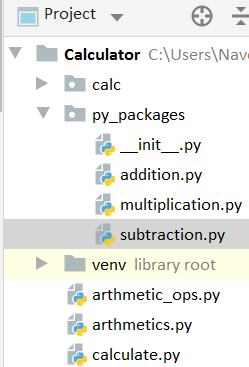 Project
Calculator C:\Users\Nave
calc
py_packages
__init__.py
addition.py
multiplication.py
subtraction.py
venv library root
arthmetic_ops.py
arthmetics.py
calculate.py